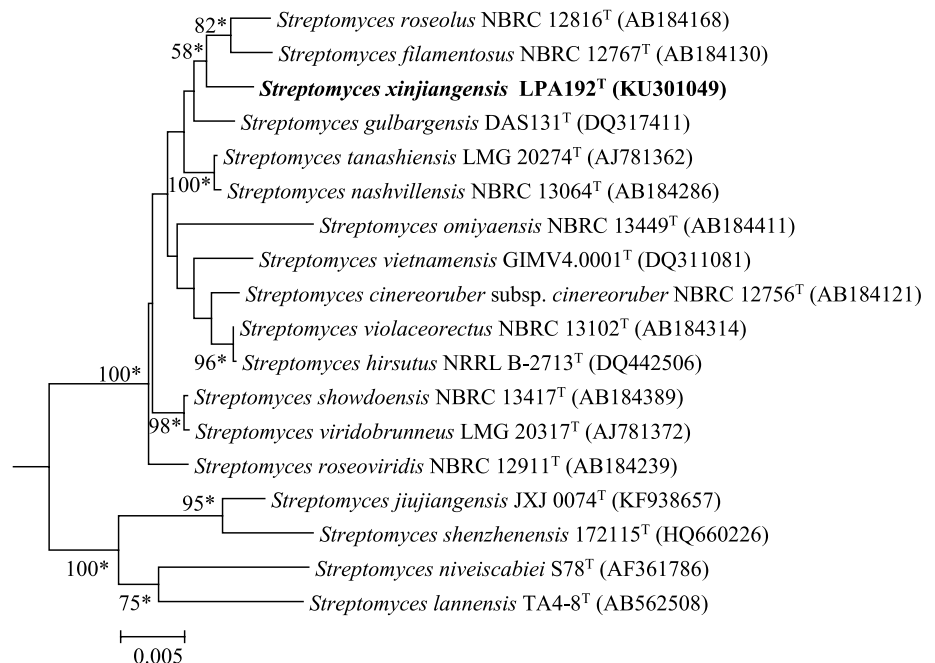 82*
Streptomyces roseolus NBRC 12816ᵀ (AB184168)
58*
Streptomyces filamentosus NBRC 12767ᵀ (AB184130)
Streptomyces xinjiangensis LPA192ᵀ (KU301049)
Streptomyces gulbargensis DAS131ᵀ (DQ317411)
Streptomyces tanashiensis LMG 20274ᵀ (AJ781362)
100*
Streptomyces nashvillensis NBRC 13064ᵀ (AB184286)
Streptomyces omiyaensis NBRC 13449ᵀ (AB184411)
Streptomyces vietnamensis GIMV4.0001ᵀ (DQ311081)
Streptomyces cinereoruber subsp. cinereoruber NBRC 12756ᵀ (AB184121)
Streptomyces violaceorectus NBRC 13102ᵀ (AB184314)
96*
Streptomyces hirsutus NRRL B-2713ᵀ (DQ442506)
100*
Streptomyces showdoensis NBRC 13417ᵀ (AB184389)
98*
Streptomyces viridobrunneus LMG 20317ᵀ (AJ781372)
Streptomyces roseoviridis NBRC 12911ᵀ (AB184239)
95*
Streptomyces jiujiangensis JXJ 0074ᵀ (KF938657)
Streptomyces shenzhenensis 172115ᵀ (HQ660226)
100*
Streptomyces niveiscabiei S78ᵀ (AF361786)
75*
Streptomyces lannensis TA4-8ᵀ (AB562508)
0.005